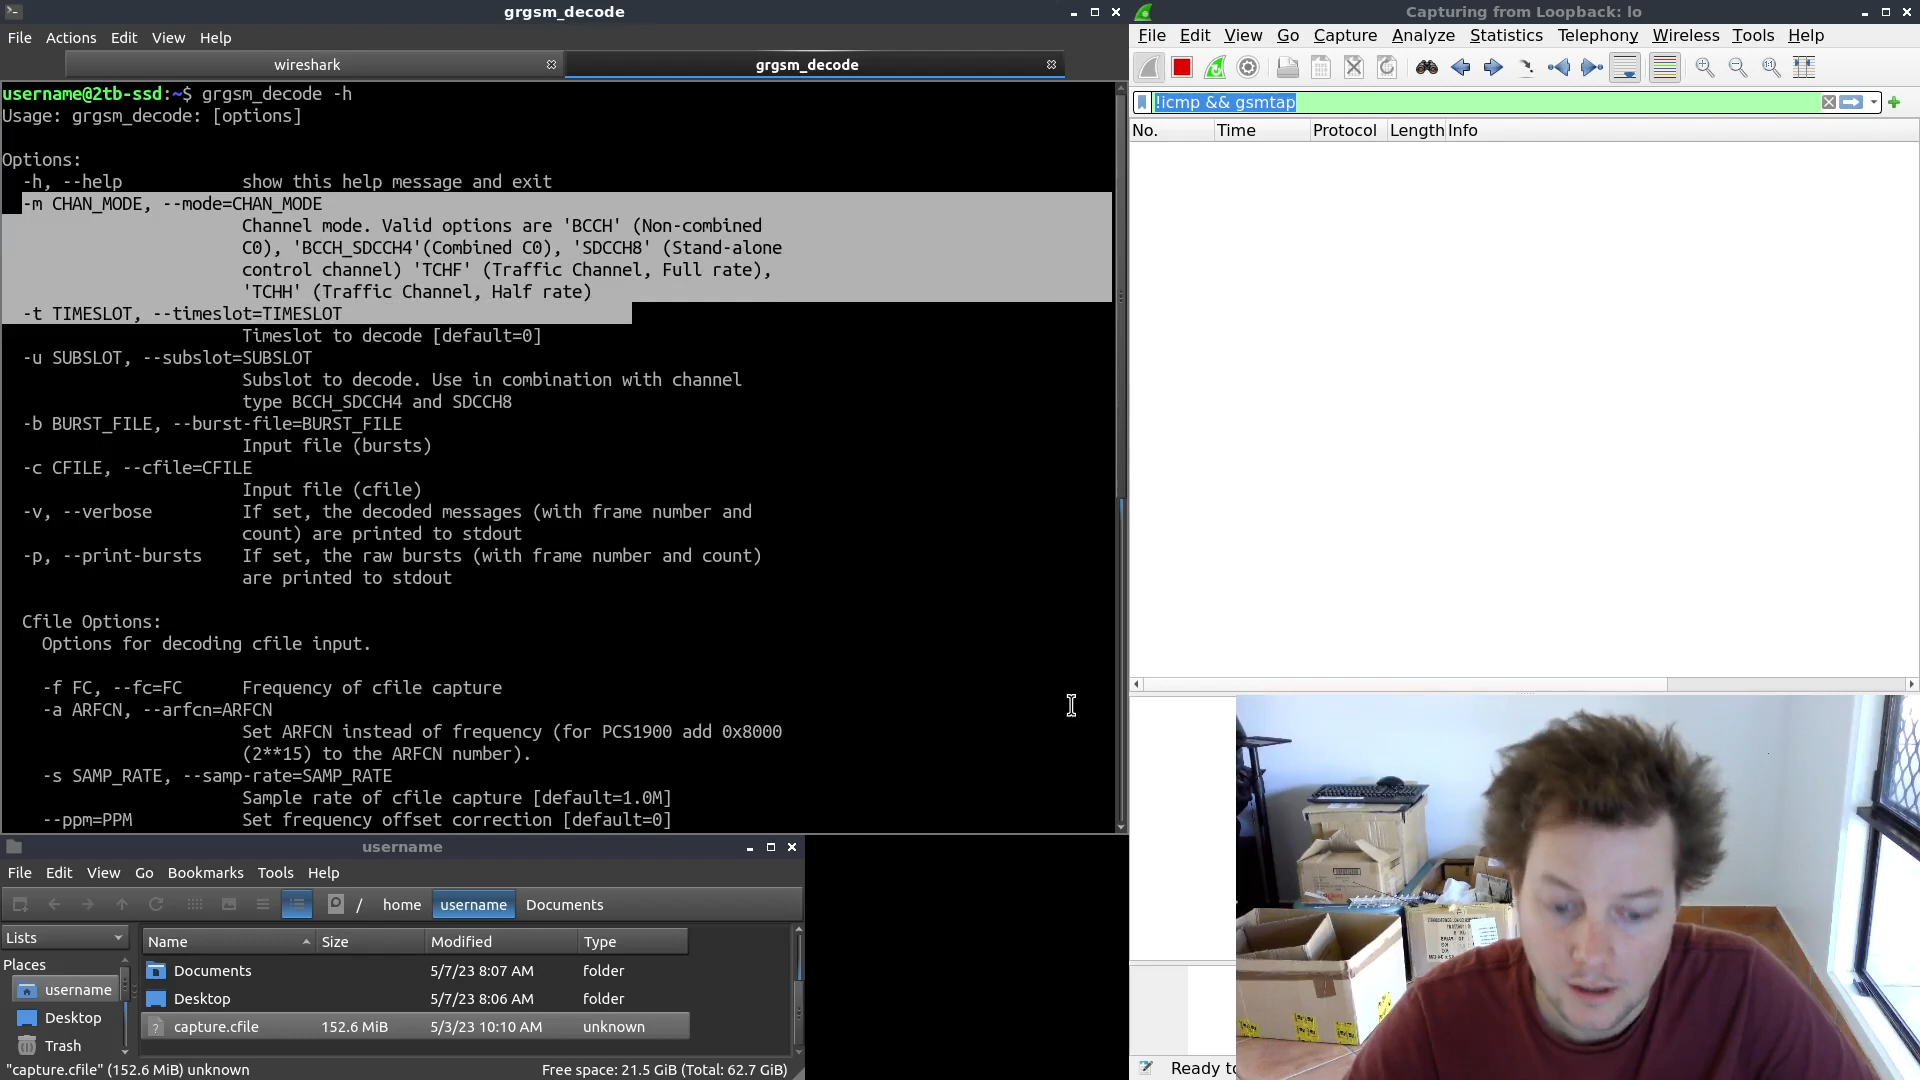 grgsm_decode
File Actions Edit View Help
wireshark
grgsm_decode
username@2tb-ssd:~$ grgsm_decode -h
Usage: grgsm_decode: [options]
Options:
-h, --help show this help message and exit
-m CHAN_MODE, --mode=CHAN_MODE
Channel mode. Valid options are 'BCCH' (Non-combined
C0), 'BCCH_SDCCH4'(Combined C0), 'SDCCH8' (Stand-alone
control channel) 'TCHF' (Traffic Channel, Full rate),
'TCHH' (Traffic Channel, Half rate)
-t TIMESLOT, --timeslot=TIMESLOT
Timeslot to decode [default=0]
-u SUBSLOT, --subslot=SUBSLOT
Subslot to decode. Use in combination with channel
type BCCH_SDCCH4 and SDCCH8
-b BURST_FILE, --burst-file=BURST_FILE
Input file (bursts)
-c CFILE, --cfile=CFILE
Input file (cfile)
-v, --verbose If set, the decoded messages (with frame number and
count) are printed to stdout
-p, --print-bursts If set, the raw bursts (with frame number and count)
are printed to stdout
Cfile Options:
Options for decoding cfile input.
-f FC, --fc=FC Frequency of cfile capture
-a ARFCN, --arfcn=ARFCN
Set ARFCN instead of frequency (for PCS1900 add 0x8000
(2**15) to the ARFCN number).
-s SAMP_RATE, --samp-rate=SAMP_RATE
Sample rate of cfile capture [default=1.0M]
--ppm=PPM Set frequency offset correction [default=0]
username
File Edit View Go Bookmarks Tools Help
/ home username Documents
Lists
Places
username
Desktop
Trash
Name Size Modified Type
Documents 5/7/23 8:07 AM folder
Desktop 5/7/23 8:06 AM folder
capture.cfile 152.6 MiB 5/3/23 10:10 AM unknown
"capture.cfile" (152.6 MiB) unknown
Free space: 21.5 GiB (Total: 62.7 GiB)
Capturing from Loopback: lo
File Edit View Go Capture Analyze Statistics Telephony Wireless Tools Help
!icmp && gsmtap
No. Time Protocol Length Info
Ready to